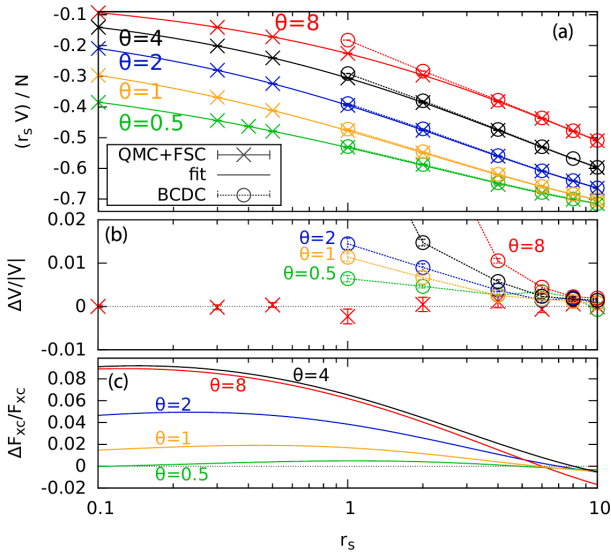 -0.1
-0.2
-0.3
-0.4
-0.5
-0.6
-0.7
(r_s V) / N
θ=8
(a)
θ=4
θ=2
θ=1
θ=0.5
QMC+FSC
fit
BCDC
0.02
0.01
0
-0.01
ΔV/|V|
(b)
θ=2
θ=1
θ=0.5
θ=8
0.08
0.06
0.04
0.02
0
-0.02
ΔF_xc/F_xc
(c)
θ=4
θ=8
θ=2
θ=1
θ=0.5
0.1
1
10
r_s